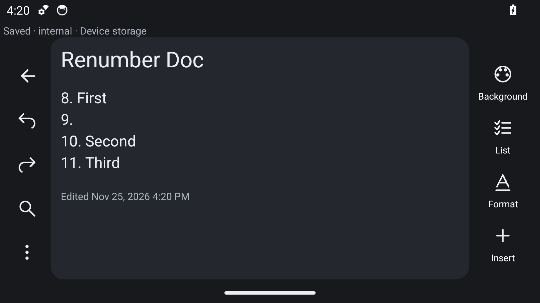 4:20
Saved · internal · Device storage
Renumber Doc
8. First
9.
10. Second
11. Third
Edited Nov 25, 2026 4:20 PM
Background
List
Format
Insert